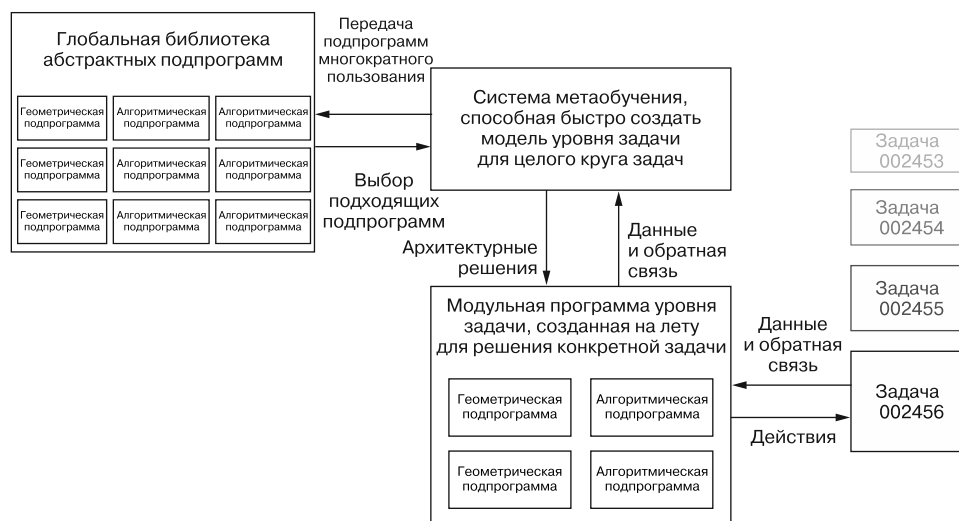 Глобальная библиотека
абстрактных подпрограмм
Геометрическая
подпрограмма
Алгоритмическая
подпрограмма
Алгоритмическая
подпрограмма
Геометрическая
подпрограмма
Алгоритмическая
подпрограмма
Алгоритмическая
подпрограмма
Геометрическая
подпрограмма
Алгоритмическая
подпрограмма
Алгоритмическая
подпрограмма
Передача
подпрограмм
многократного
пользования
Выбор
подходящих
подпрограмм
Система метаобучения,
способная быстро создать
модель уровня задачи
для целого круга задач
Архитектурные
решения
Данные
и обратная
связь
Модульная программа уровня
задачи, созданная на лету
для решения конкретной задачи
Геометрическая
подпрограмма
Алгоритмическая
подпрограмма
Геометрическая
подпрограмма
Алгоритмическая
подпрограмма
Данные
и обратная
связь
Действия
Задача
002453
Задача
002454
Задача
002455
Задача
002456